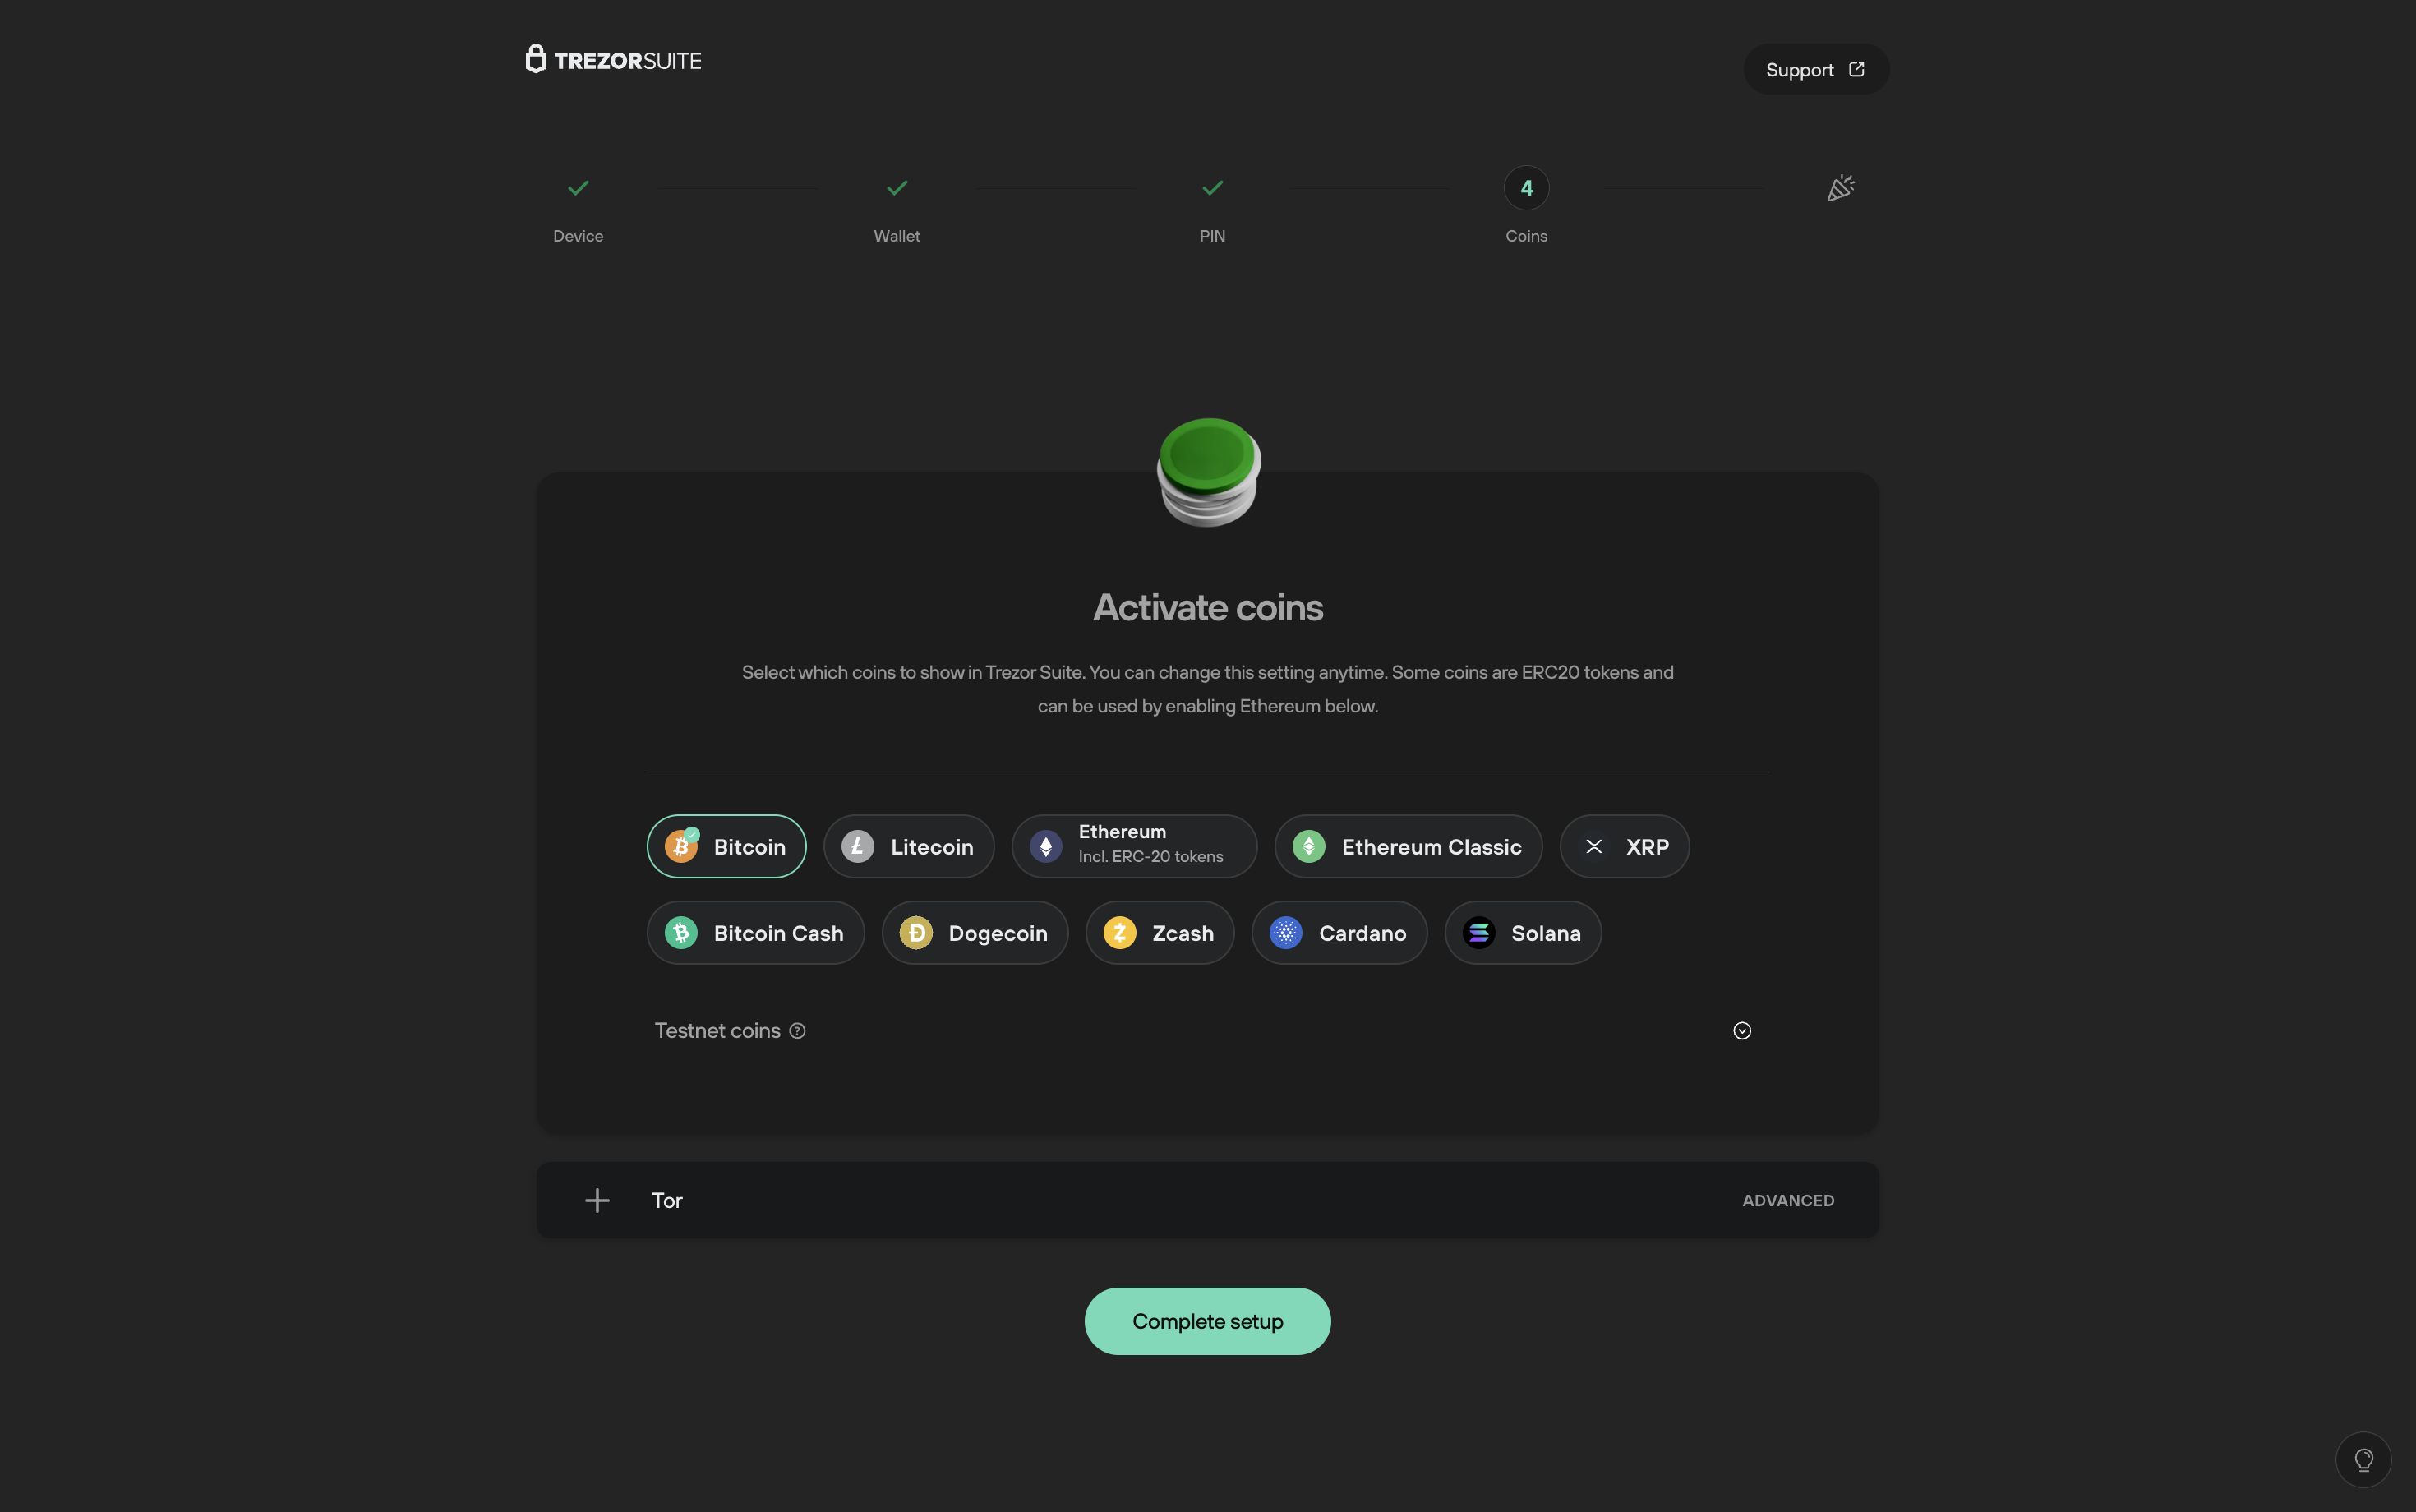 TREZORSUITE
Support
4
Device
Wallet
PIN
Coins
Activate coins
Select which coins to show in Trezor Suite. You can change this setting anytime. Some coins are ERC20 tokens and
can be used by enabling Ethereum below.
Bitcoin
Litecoin
Ethereum
Incl. ERC-20 tokens
Ethereum Classic
XRP
Bitcoin Cash
Dogecoin
Zcash
Cardano
Solana
Testnet coins
Tor
ADVANCED
Complete setup